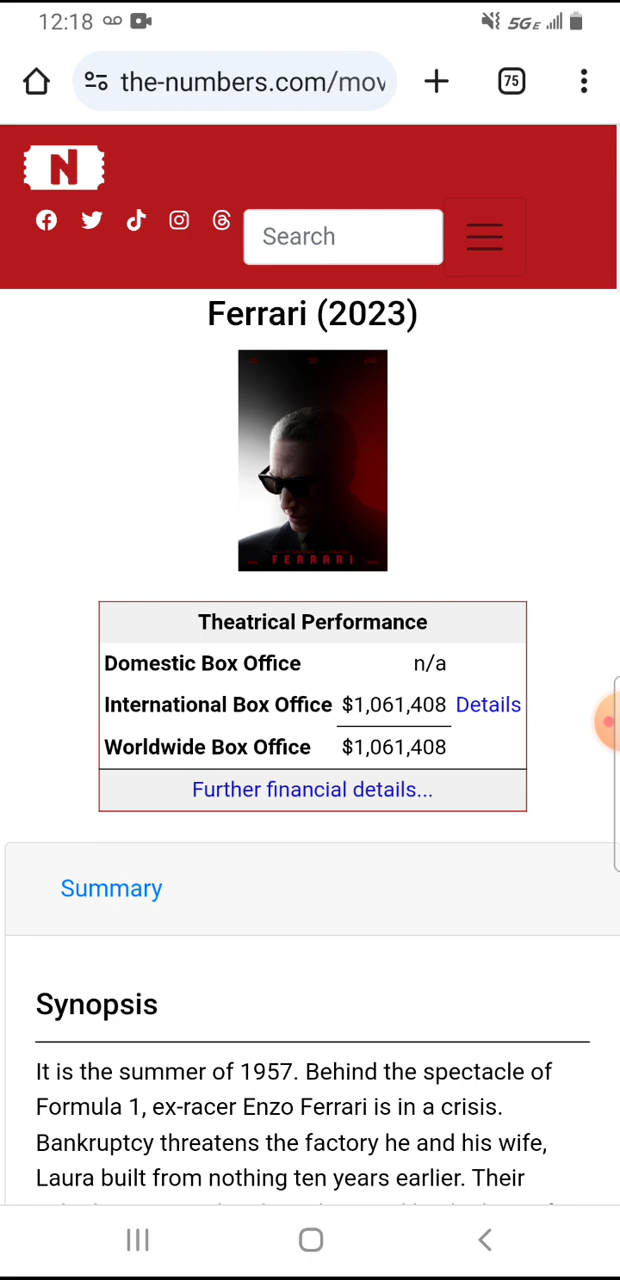 12:18 5GE
the-numbers.com/mov 75
N
Search
Ferrari (2023)
FERRARI
Theatrical Performance
Domestic Box Office n/a
International Box Office $1,061,408 Details
Worldwide Box Office $1,061,408
Further financial details...
Summary
Synopsis
It is the summer of 1957. Behind the spectacle of
Formula 1, ex-racer Enzo Ferrari is in a crisis.
Bankruptcy threatens the factory he and his wife,
Laura built from nothing ten years earlier. Their